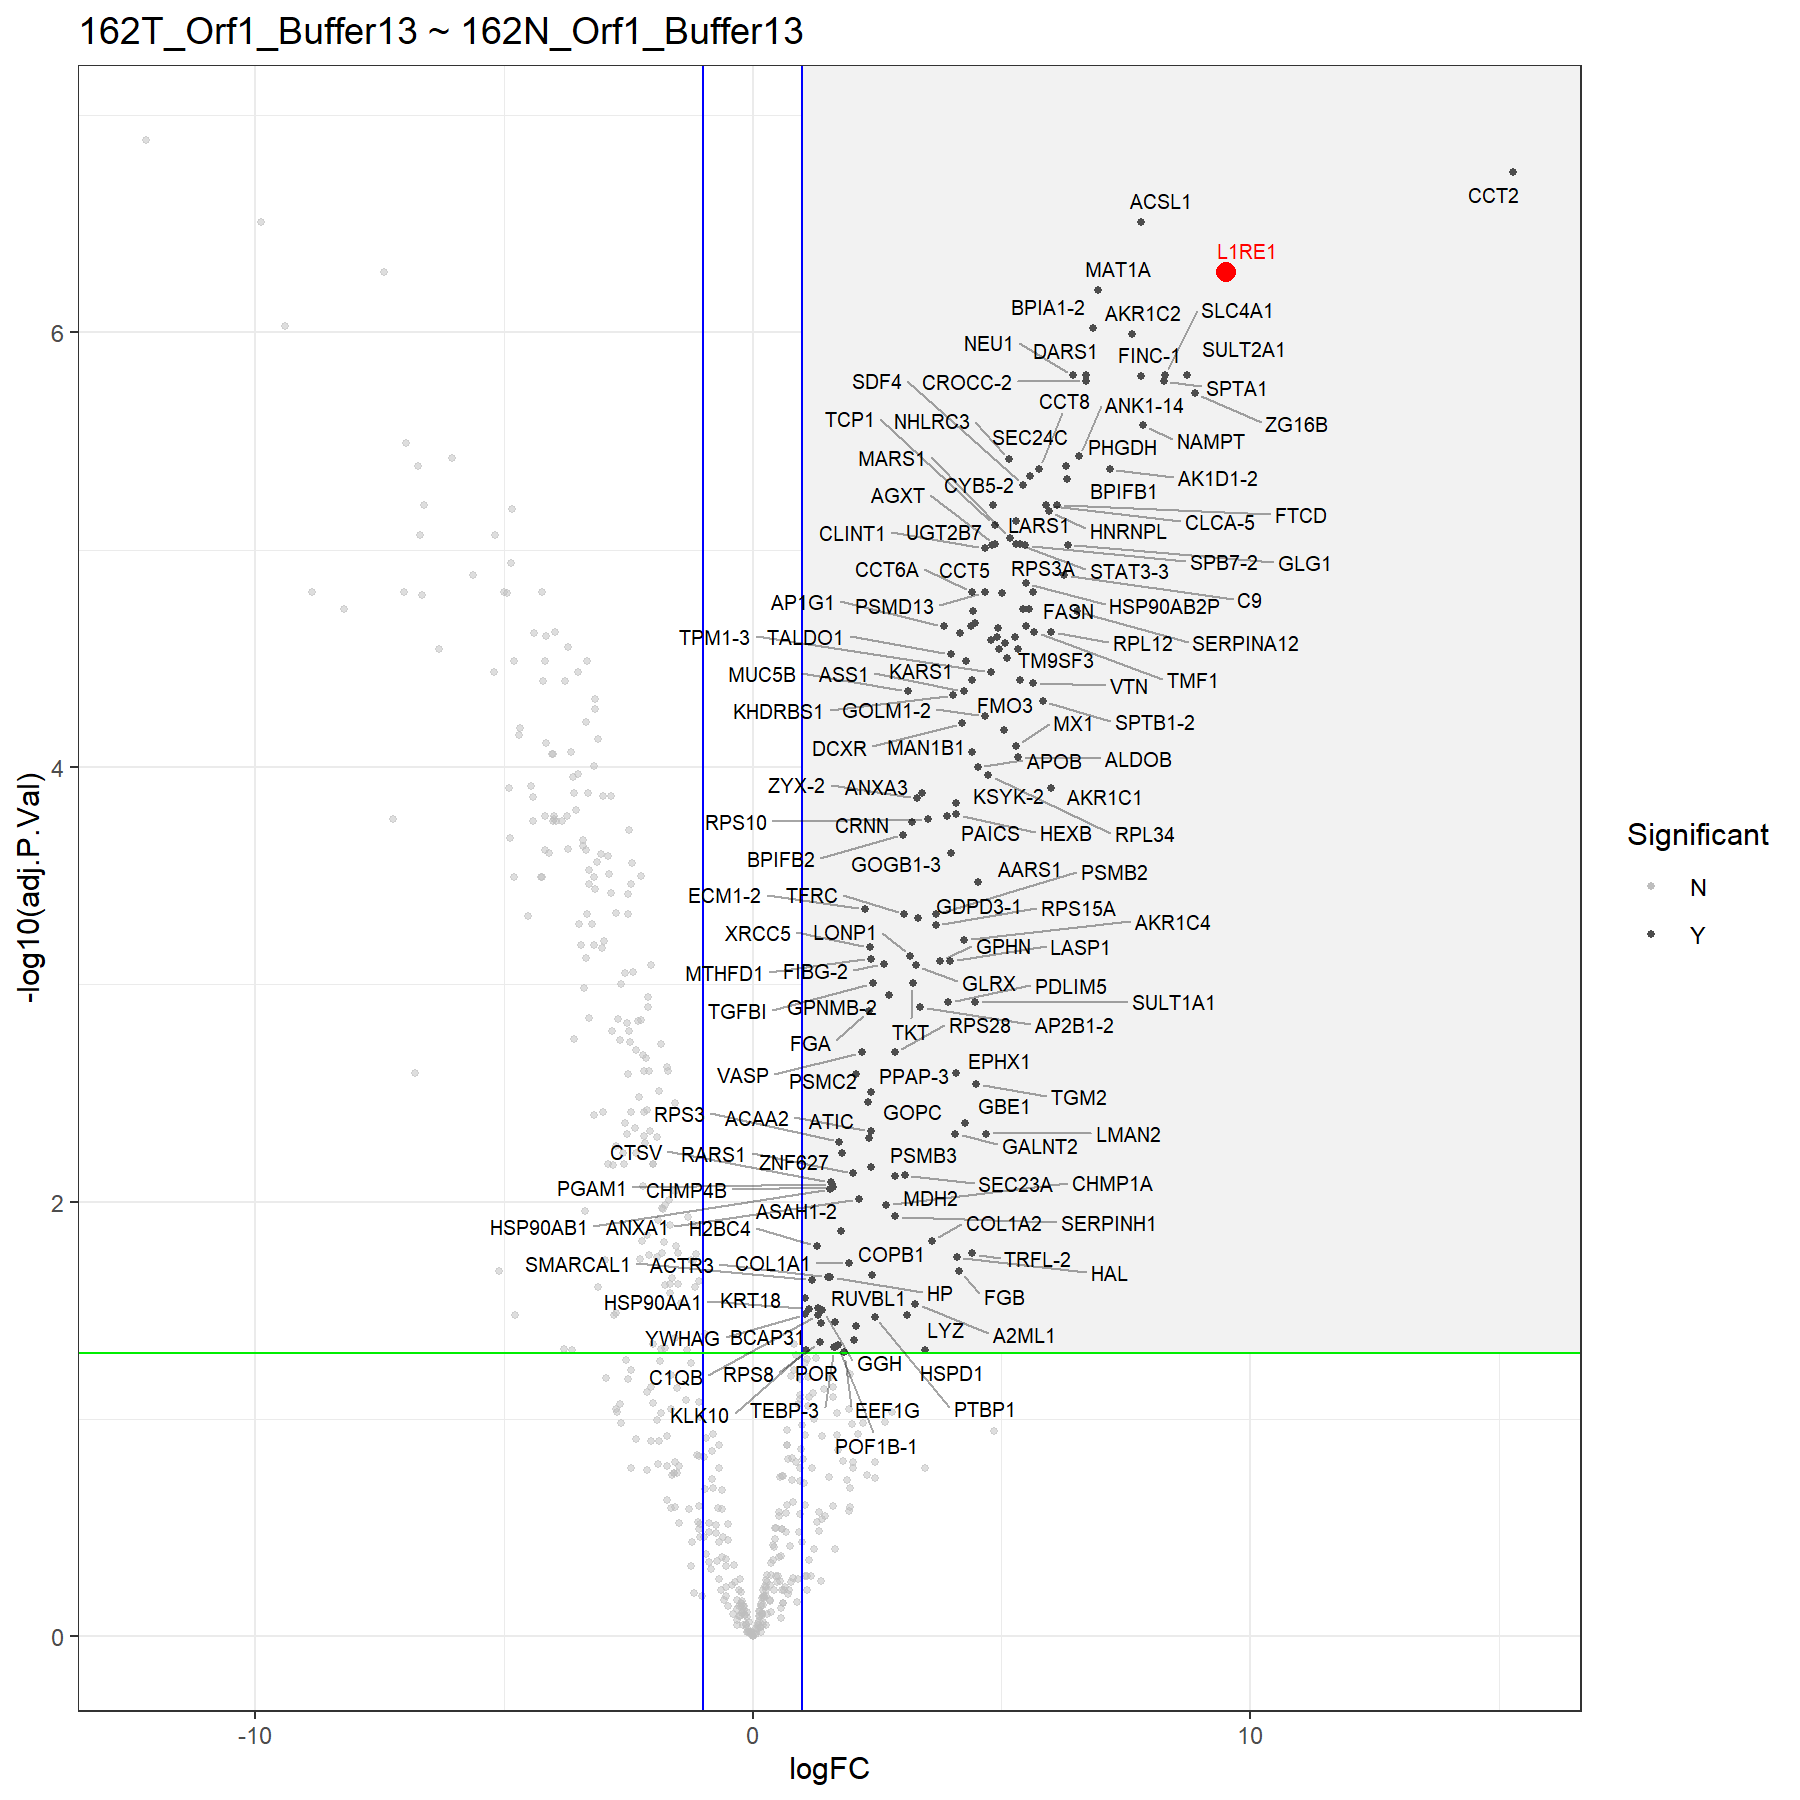 162T_Orf1_Buffer13 ~ 162N_Orf1_Buffer13
CCT2
ACSL1
L1RE1
MAT1A
BPIA1-2
AKR1C2
SLC4A1
NEU1
DARS1
FINC-1
SULT2A1
SDF4
CROCC-2
SPTA1
CCT8
ANK1-14
TCP1
NHLRC3
ZG16B
SEC24C
PHGDH
NAMPT
MARS1
AK1D1-2
CYB5-2
BPIFB1
AGXT
FTCD
CLCA-5
LARS1
HNRNPL
CLINT1
UGT2B7
SPB7-2
GLG1
CCT6A
CCT5
RPS3A
STAT3-3
C9
AP1G1
PSMD13
HSP90AB2P
FASN
TPM1-3
TALDO1
RPL12
SERPINA12
TM9SF3
MUC5B
ASS1
KARS1
TMF1
VTN
KHDRBS1
GOLM1-2
FMO3
SPTB1-2
MX1
DCXR
MAN1B1
APOB
ALDOB
ZYX-2
ANXA3
KSYK-2
AKR1C1
RPS10
CRNN
PAICS
HEXB
RPL34
BPIFB2
GOGB1-3
AARS1
PSMB2
ECM1-2
TFRC
GDPD3-1
RPS15A
AKR1C4
XRCC5
LONP1
GPHN
LASP1
MTHFD1
FIBG-2
GLRX
PDLIM5
TGFBI
GPNMB-2
SULT1A1
TKT
RPS28
AP2B1-2
FGA
EPHX1
VASP
PSMC2
PPAP-3
TGM2
GBE1
RPS3
ACAA2
ATIC
GOPC
LMAN2
GALNT2
CTSV
RARS1
ZNF627
PSMB3
PGAM1
CHMP4B
SEC23A
CHMP1A
MDH2
ASAH1-2
HSP90AB1
ANXA1
H2BC4
COL1A2
SERPINH1
SMARCAL1
ACTR3
COL1A1
COPB1
TRFL-2
HAL
HSP90AA1
KRT18
RUVBL1
HP
FGB
YWHAG
BCAP31
LYZ
A2ML1
C1QB
RPS8
POR
GGH
HSPD1
KLK10
TEBP-3
EEF1G
PTBP1
POF1B-1
6
4
2
0
-10
0
10
logFC
-log10(adj.P.Val)
Significant
N
Y